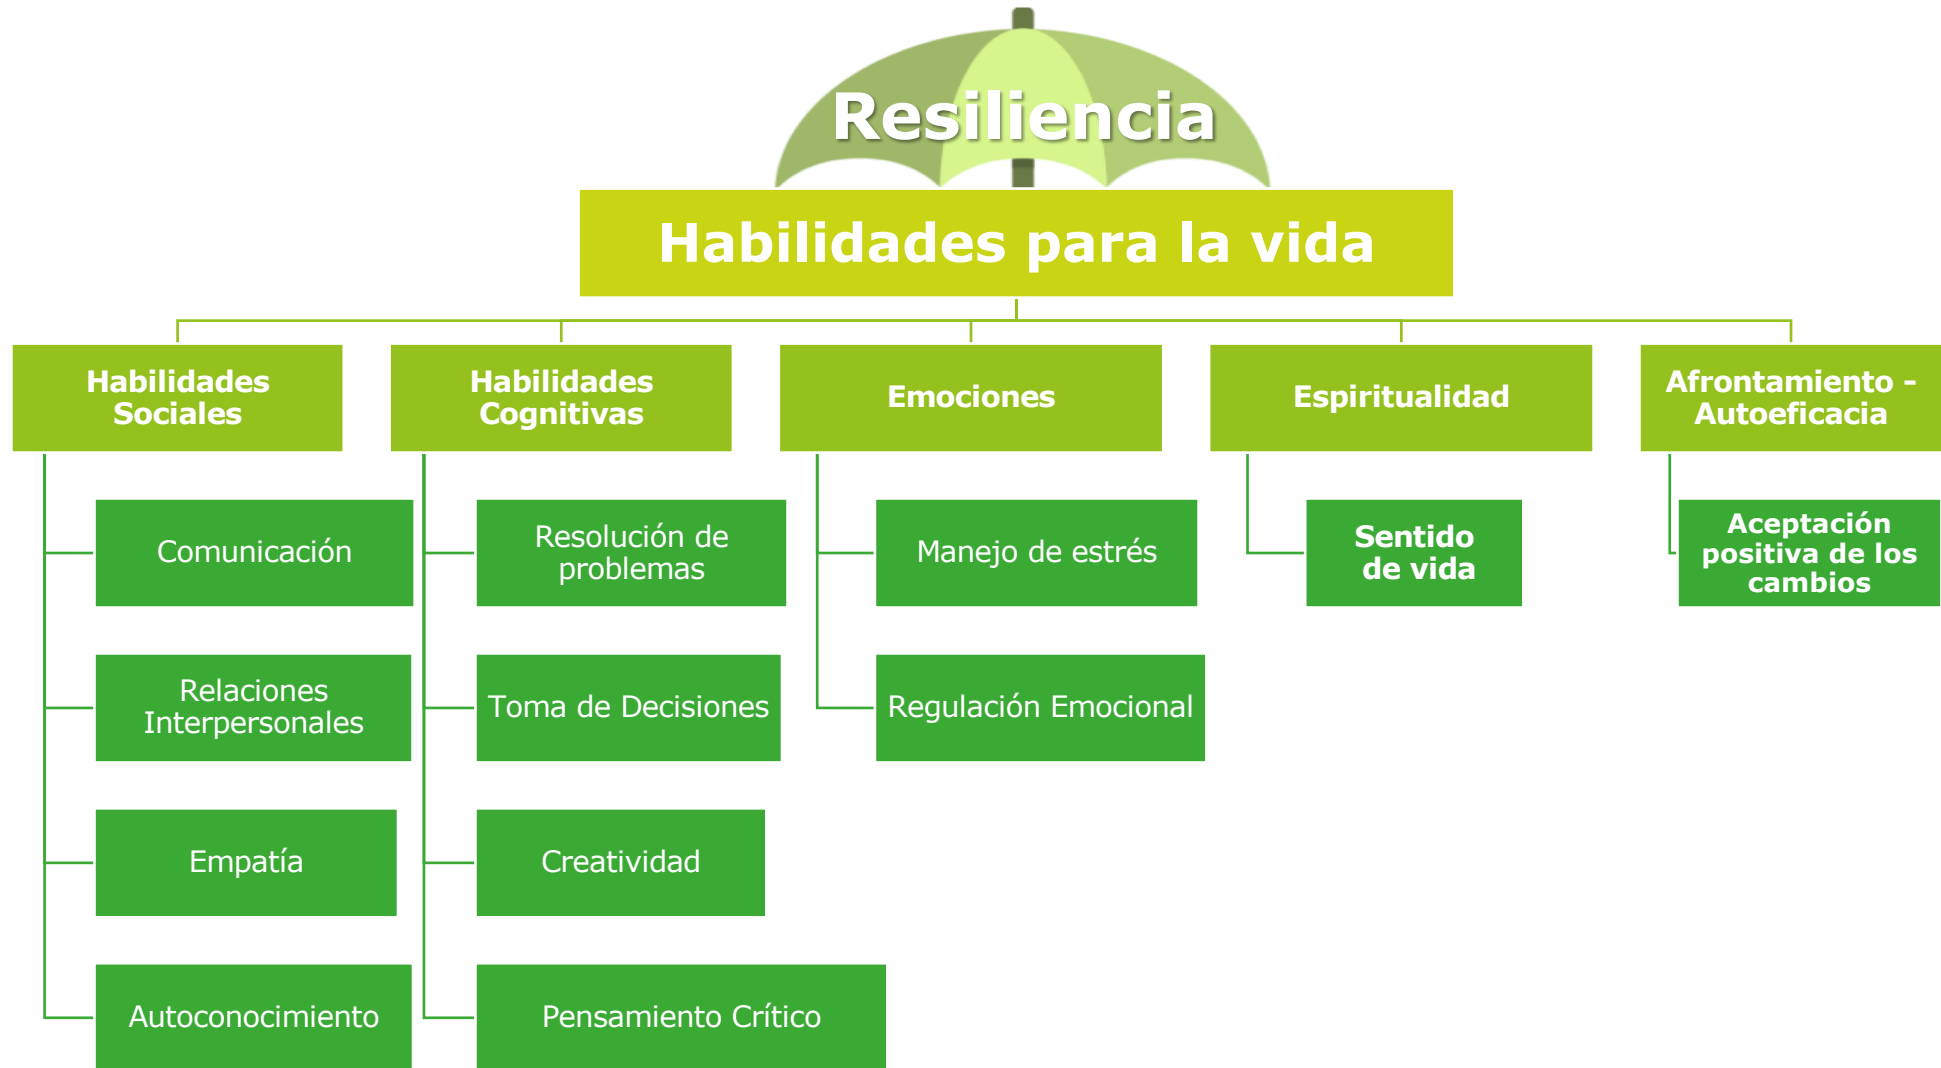 Resiliencia
Habilidades para la vida
Habilidades
Sociales
Habilidades
Cognitivas
Emociones
Espiritualidad
Afrontamiento -
Autoeficacia
Comunicación
Resolución de
problemas
Manejo de estrés
Sentido
de vida
Aceptación
positiva de los
cambios
Relaciones
Interpersonales
Toma de Decisiones
Regulación Emocional
Empatía
Creatividad
Autoconocimiento
Pensamiento Crítico